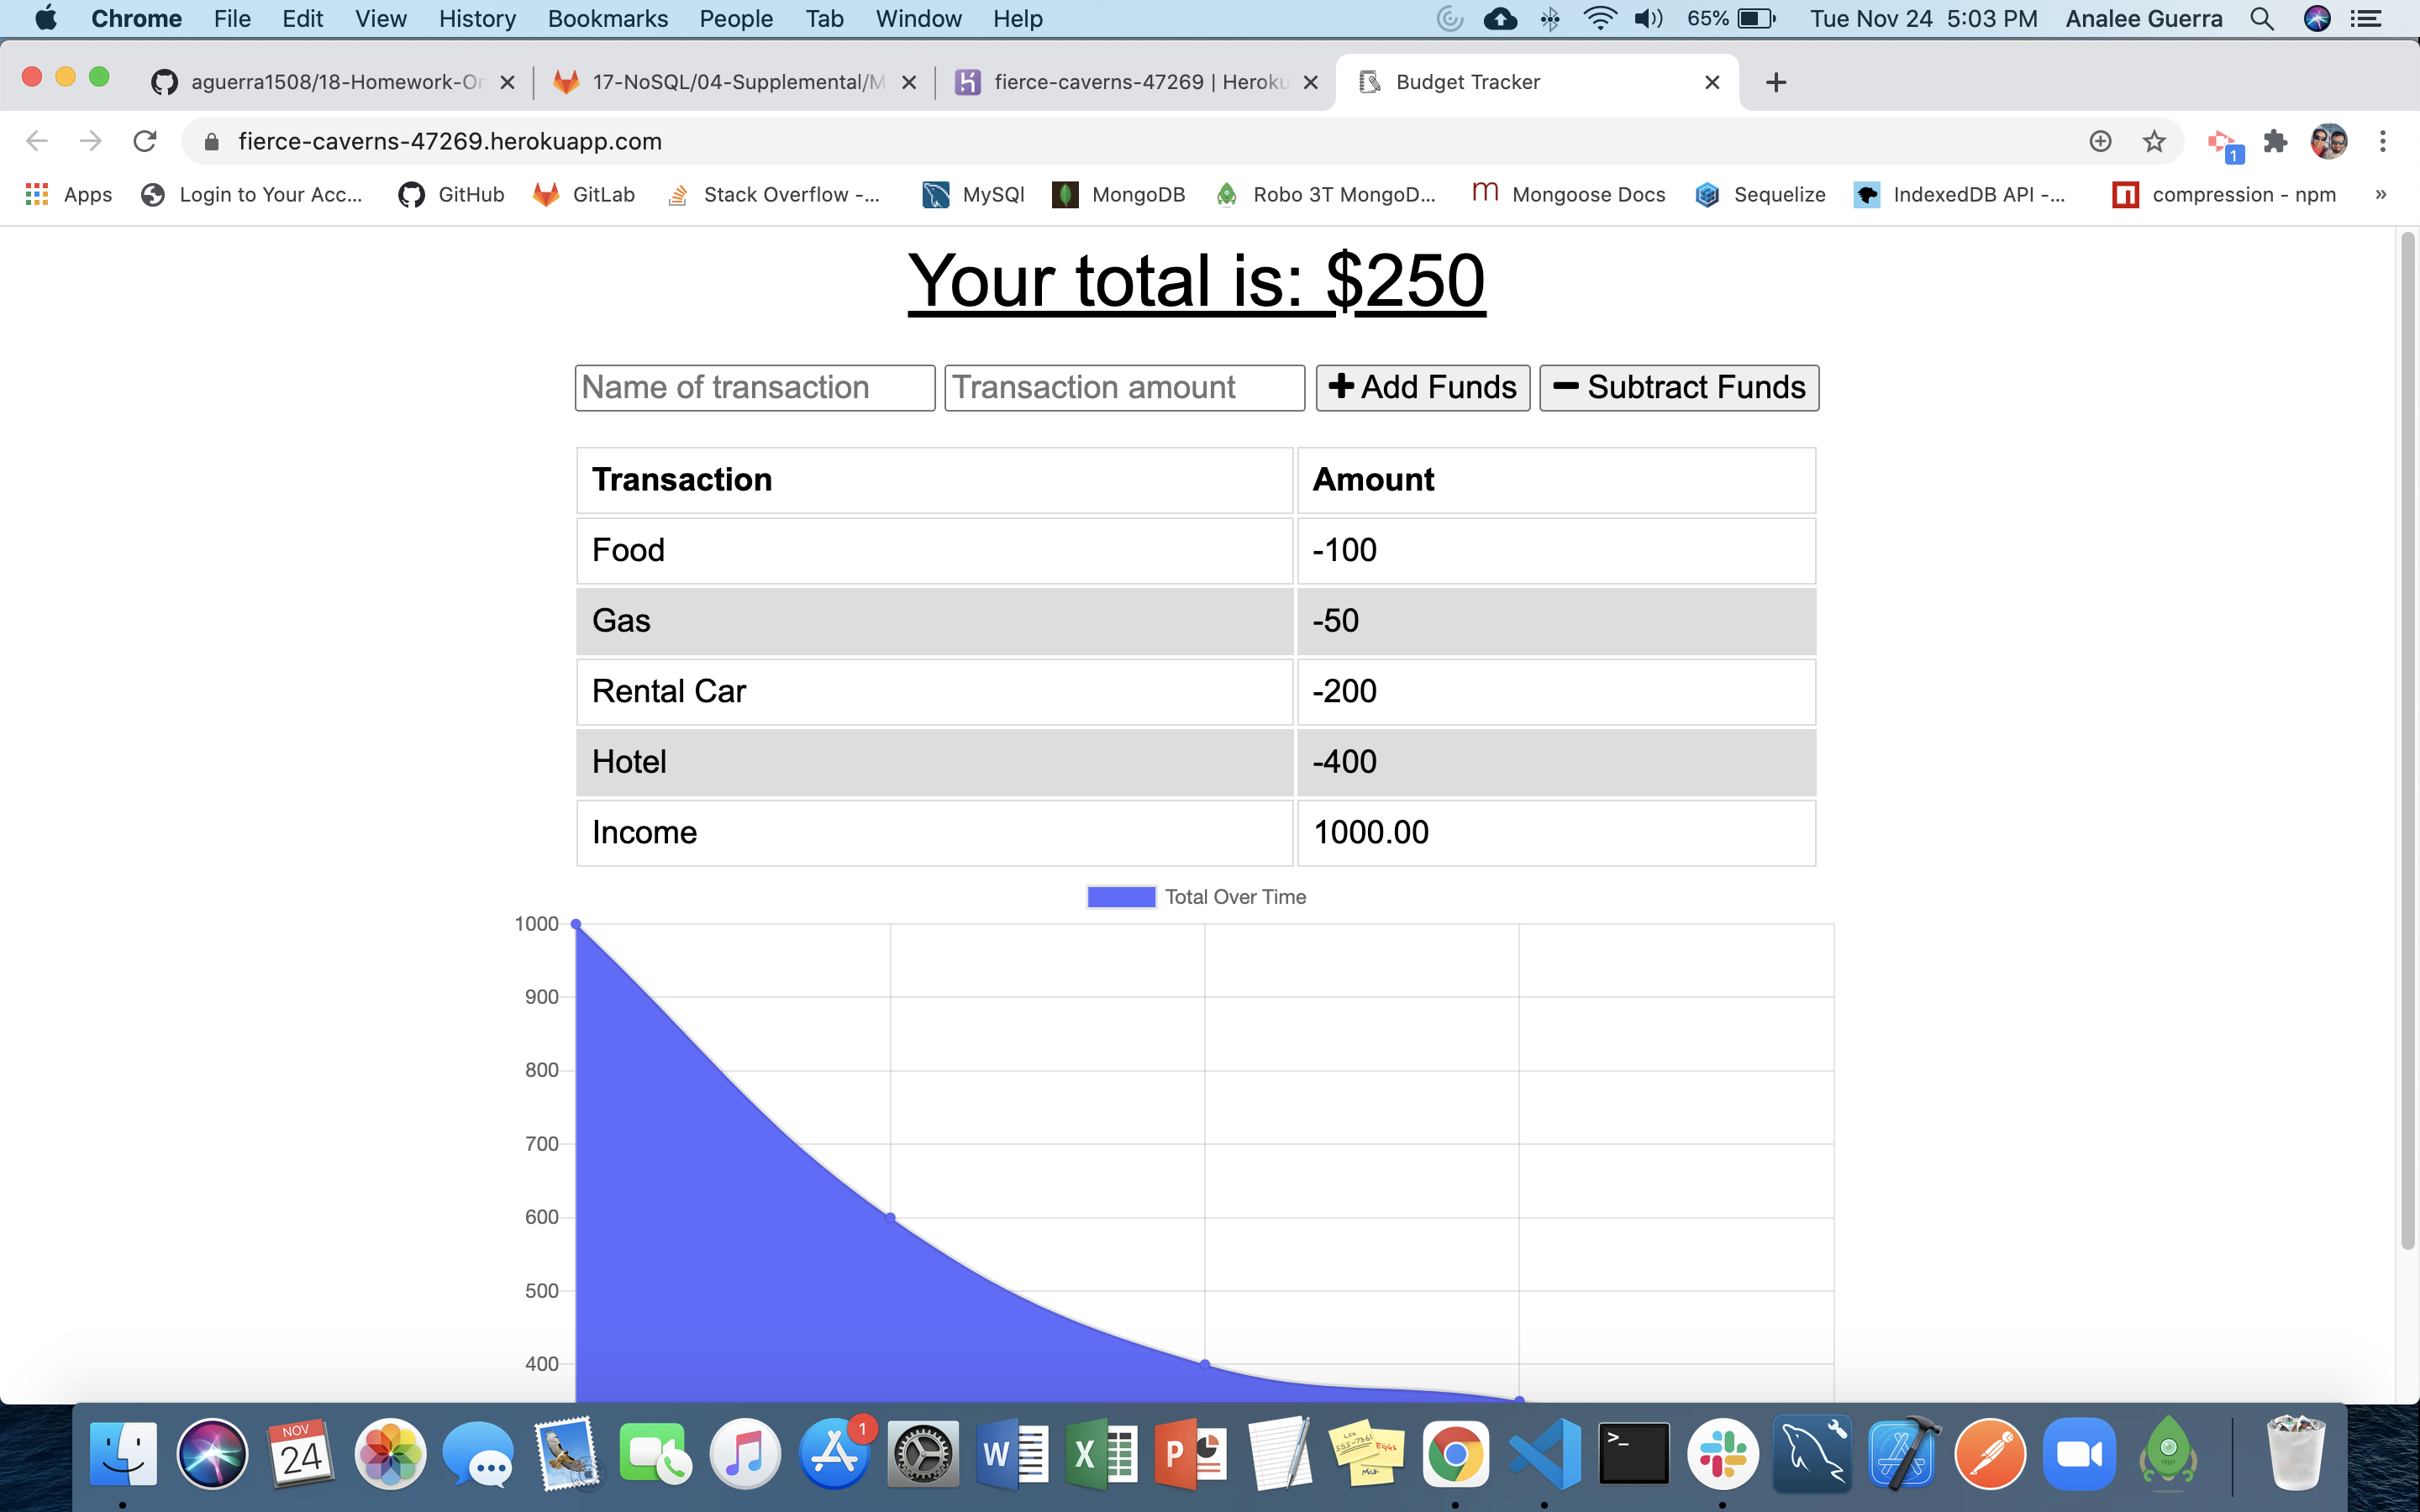 Chrome File Edit View History Bookmarks People Tab Window Help 65% Tue Nov 24 5:03 PM Analee Guerra
aguerra1508/18-Homework-On 17-NoSQL/04-Supplemental/M fierce-caverns-47269 | Heroku Budget Tracker
fierce-caverns-47269.herokuapp.com
1
Apps Login to Your Acc... GitHub GitLab Stack Overflow -... MySQl MongoDB Robo 3T MongoD... Mongoose Docs Sequelize IndexedDB API -... compression - npm »
Your total is: $250
Name of transaction Transaction amount Add Funds Subtract Funds
Transaction Amount
Food -100
Gas -50
Rental Car -200
Hotel -400
Income 1000.00
Total Over Time
1000
900
800
700
600
500
400
NOV
24
1
W
X
P
>_